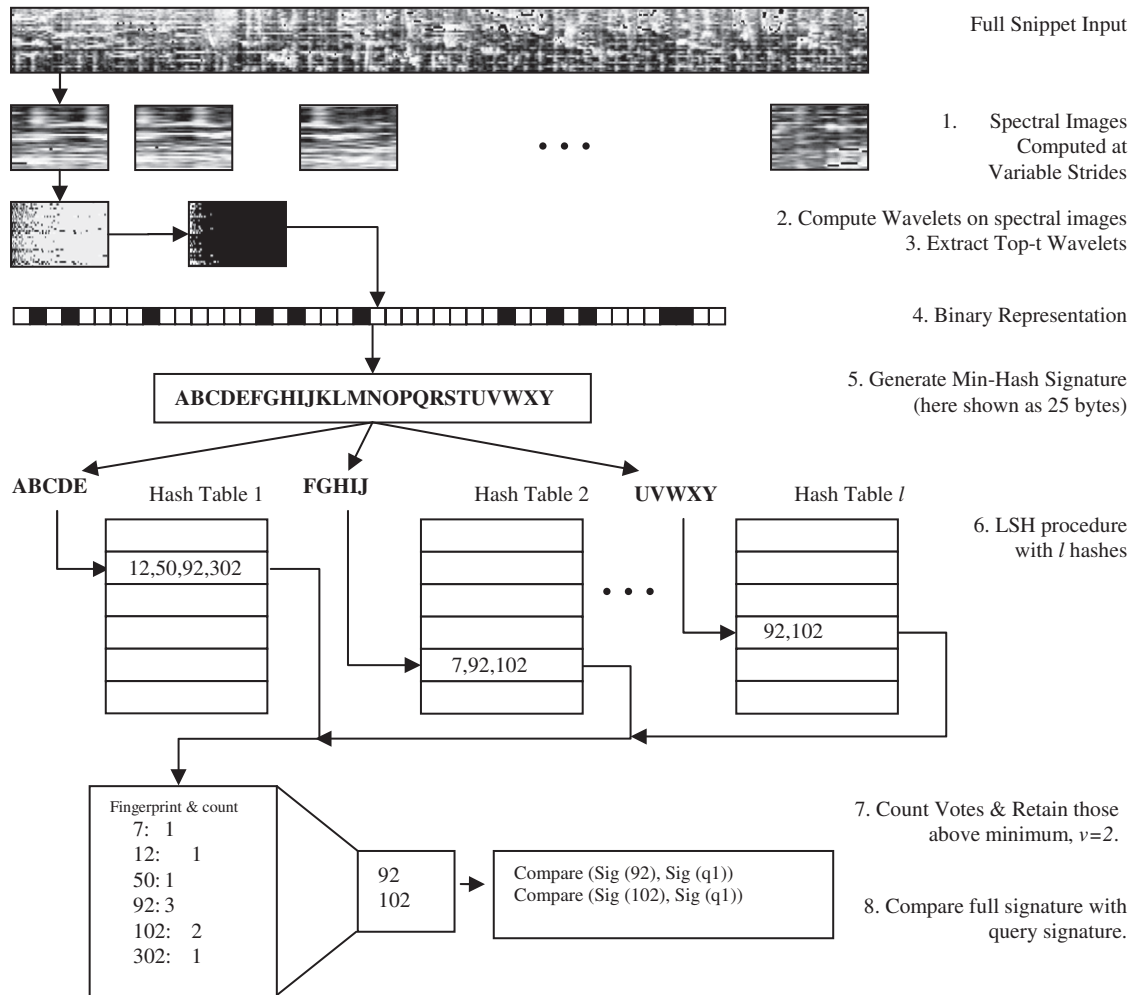 Full Snippet Input
1. Spectral Images
Computed at
Variable Strides
2. Compute Wavelets on spectral images
3. Extract Top-t Wavelets
4. Binary Representation
5. Generate Min-Hash Signature
(here shown as 25 bytes)
ABCDEFGHIJKLMNOPQRSTUVWXY
ABCDE
Hash Table 1
FGHIJ
Hash Table 2
UVWXY
Hash Table l
6. LSH procedure
with l hashes
12,50,92,302
7,92,102
92,102
Fingerprint & count
7: 1
12: 1
50: 1
92: 3
102: 2
302: 1
92
102
Compare (Sig (92), Sig (q1))
Compare (Sig (102), Sig (q1))
7. Count Votes & Retain those
above minimum, v=2.
8. Compare full signature with
query signature.